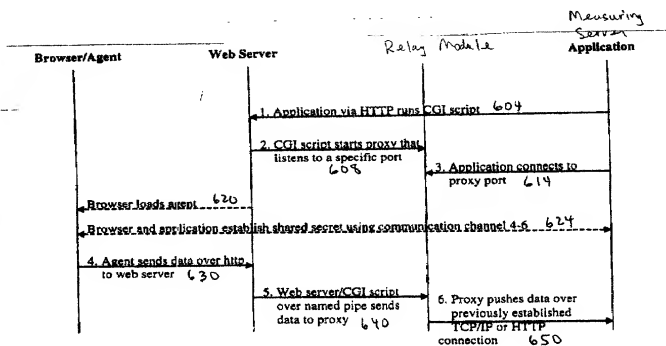 Measuring
Server
Relay Module
Browser/Agent
Web Server
Application
1. Application via HTTP runs CGI script 604
2. CGI script starts proxy that
listens to a specific port
608
3. Application connects to
proxy port 614
Browser loads agent 620
Browser and application establish shared secret using communication channel 4-6 624
4. Agent sends data over http
to web server 630
5. Web server/CGI script
over named pipe sends
data to proxy 640
6. Proxy pushes data over
previously established
TCP/IP or HTTP
connection 650